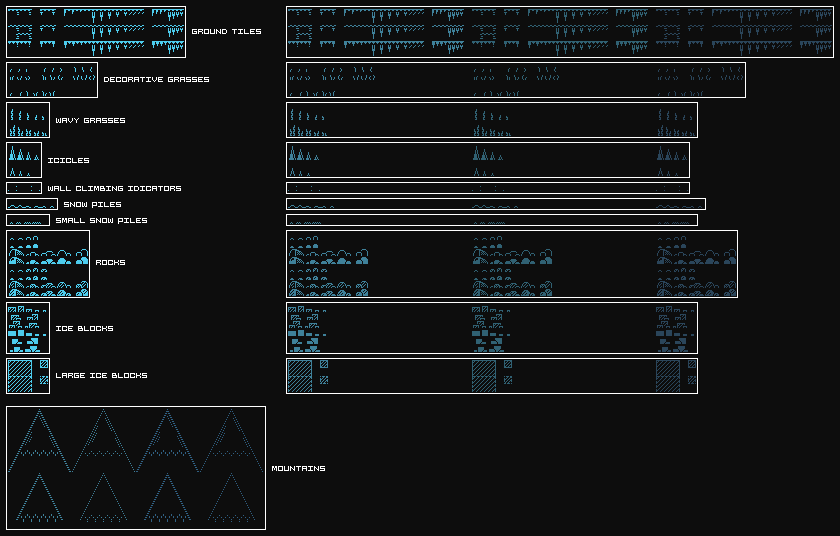 GROUND TILES
DECORATIVE GRASSES
WAVY GRASSES
ICICLES
WALL CLIMBING IDICATORS
SNOW PILES
SMALL SNOW PILES
ROCKS
ICE BLOCKS
LARGE ICE BLOCKS
MOUNTAINS